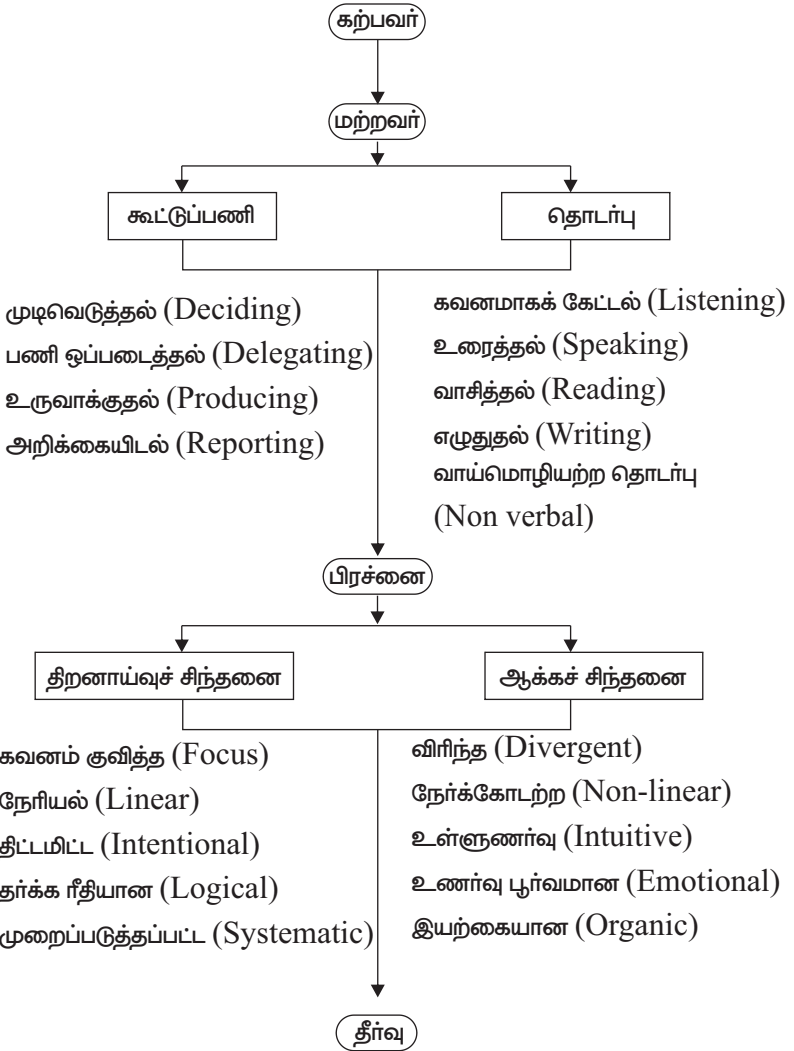 கற்பவர்
மற்றவர்
கூட்டுப்பணி
தொடர்பு
முடிவெடுத்தல் (Deciding)
பணி ஒப்படைத்தல் (Delegating)
உருவாக்குதல் (Producing)
அறிக்கையிடல் (Reporting)
கவனமாகக் கேட்டல் (Listening)
உரைத்தல் (Speaking)
வாசித்தல் (Reading)
எழுதுதல் (Writing)
வாய்மொழியற்ற தொடர்பு
(Non verbal)
பிரச்னை
திறனாய்வுச் சிந்தனை
ஆக்கச் சிந்தனை
கவனம் குவித்த (Focus)
நேரியல் (Linear)
திட்டமிட்ட (Intentional)
தர்க்க ரீதியான (Logical)
முறைப்படுத்தப்பட்ட (Systematic)
விரிந்த (Divergent)
நேர்க்கோடற்ற (Non-linear)
உள்ளுணர்வு (Intuitive)
உணர்வு பூர்வமான (Emotional)
இயற்கையான (Organic)
தீர்வு